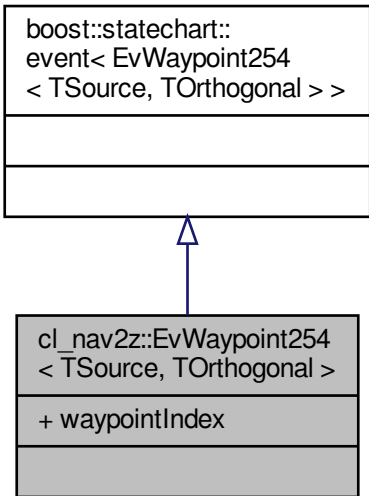 boost::statechart::
event< EvWaypoint254
< TSource, TOrthogonal > >
cl_nav2z::EvWaypoint254
< TSource, TOrthogonal >
+ waypointIndex